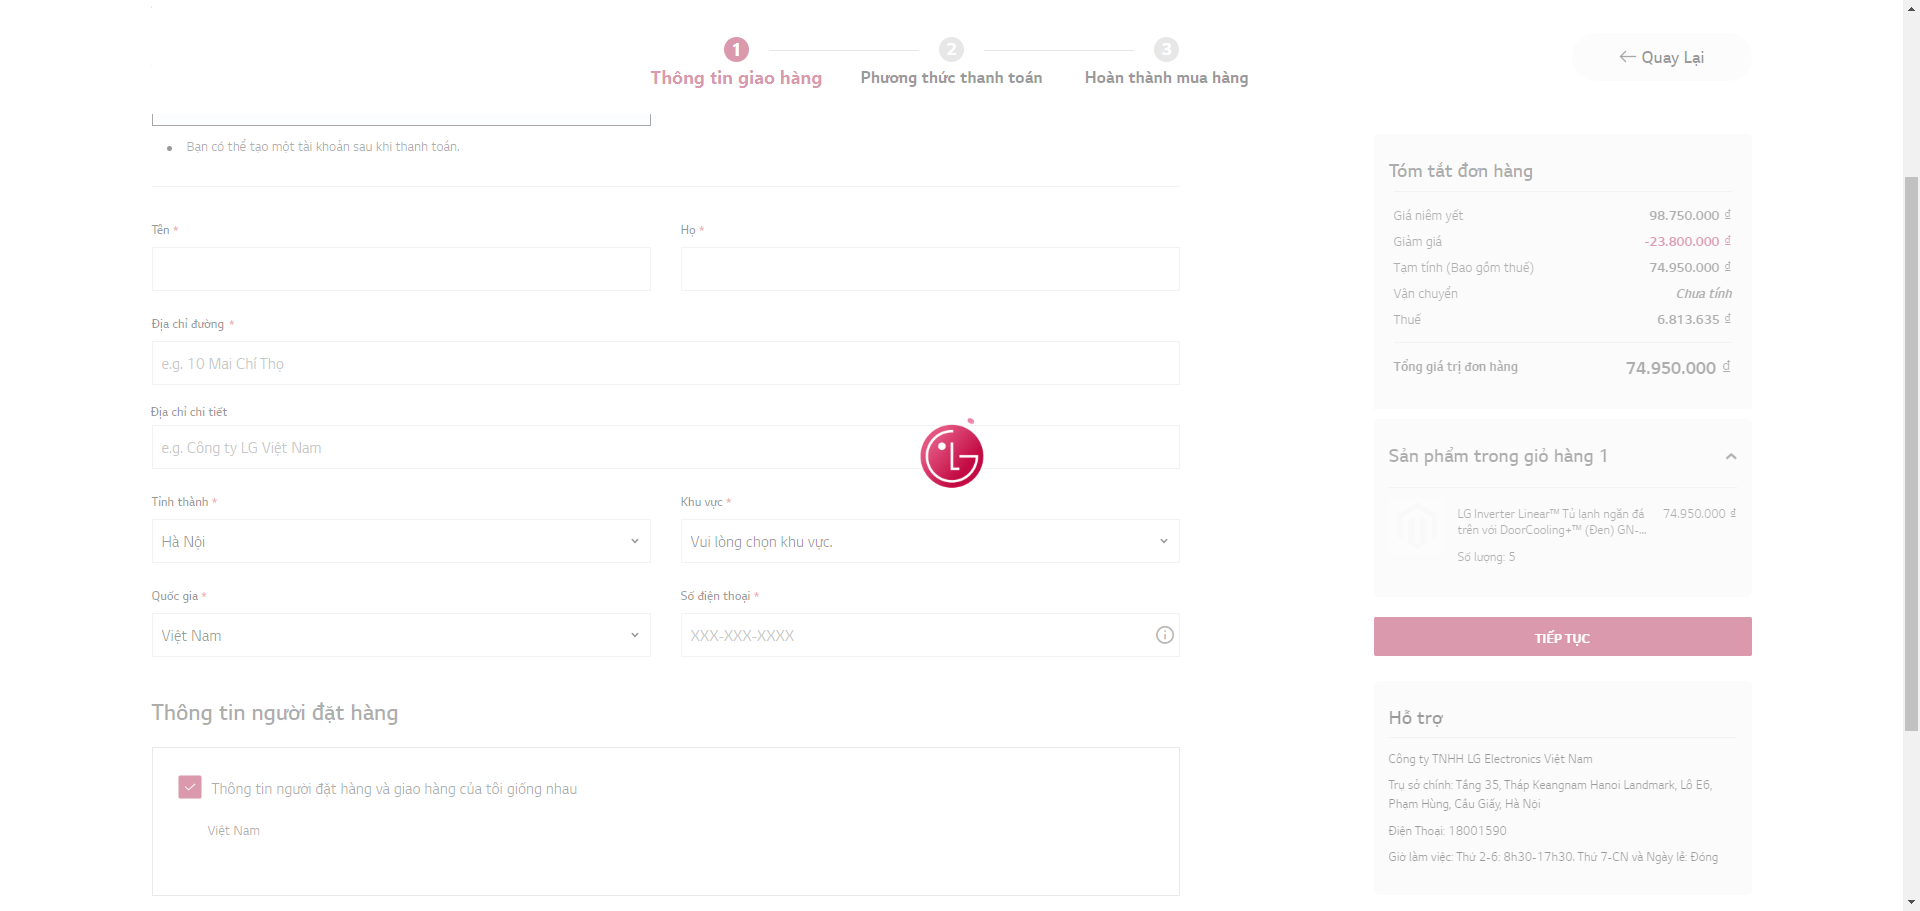 1
2
3
Thông tin giao hàng
Phương thức thanh toán
Hoàn thành mua hàng
Quay Lại
Bạn có thể tạo một tài khoản sau khi thanh toán.
Tên *
Họ *
Địa chỉ đường *
e.g. 10 Mai Chí Thọ
Địa chỉ chi tiết
e.g. Công ty LG Việt Nam
Tỉnh thành *
Khu vực *
Hà Nội
Vui lòng chọn khu vực.
Quốc gia *
Số điện thoại *
Việt Nam
XXX-XXX-XXXX
Thông tin người đặt hàng
Thông tin người đặt hàng và giao hàng của tôi giống nhau
Việt Nam
LG
Tóm tắt đơn hàng
Giá niêm yết 98.750.000 ₫
Giảm giá -23.800.000 ₫
Tạm tính (Bao gồm thuế) 74.950.000 ₫
Vận chuyển Chưa tính
Thuế 6.813.635 ₫
Tổng giá trị đơn hàng 74.950.000 ₫
Sản phẩm trong giỏ hàng 1
LG Inverter Linear™ Tủ lạnh ngăn đá 74.950.000 ₫
trên với DoorCooling+™ (Đen) GN-...
Số lượng: 5
TIẾP TỤC
Hỗ trợ
Công ty TNHH LG Electronics Việt Nam
Trụ sở chính: Tầng 35, Tháp Keangnam Hanoi Landmark, Lô E6,
Phạm Hùng, Cầu Giấy, Hà Nội
Điện Thoại: 18001590
Giờ làm việc: Thứ 2-6: 8h30-17h30. Thứ 7-CN và Ngày lễ: Đóng